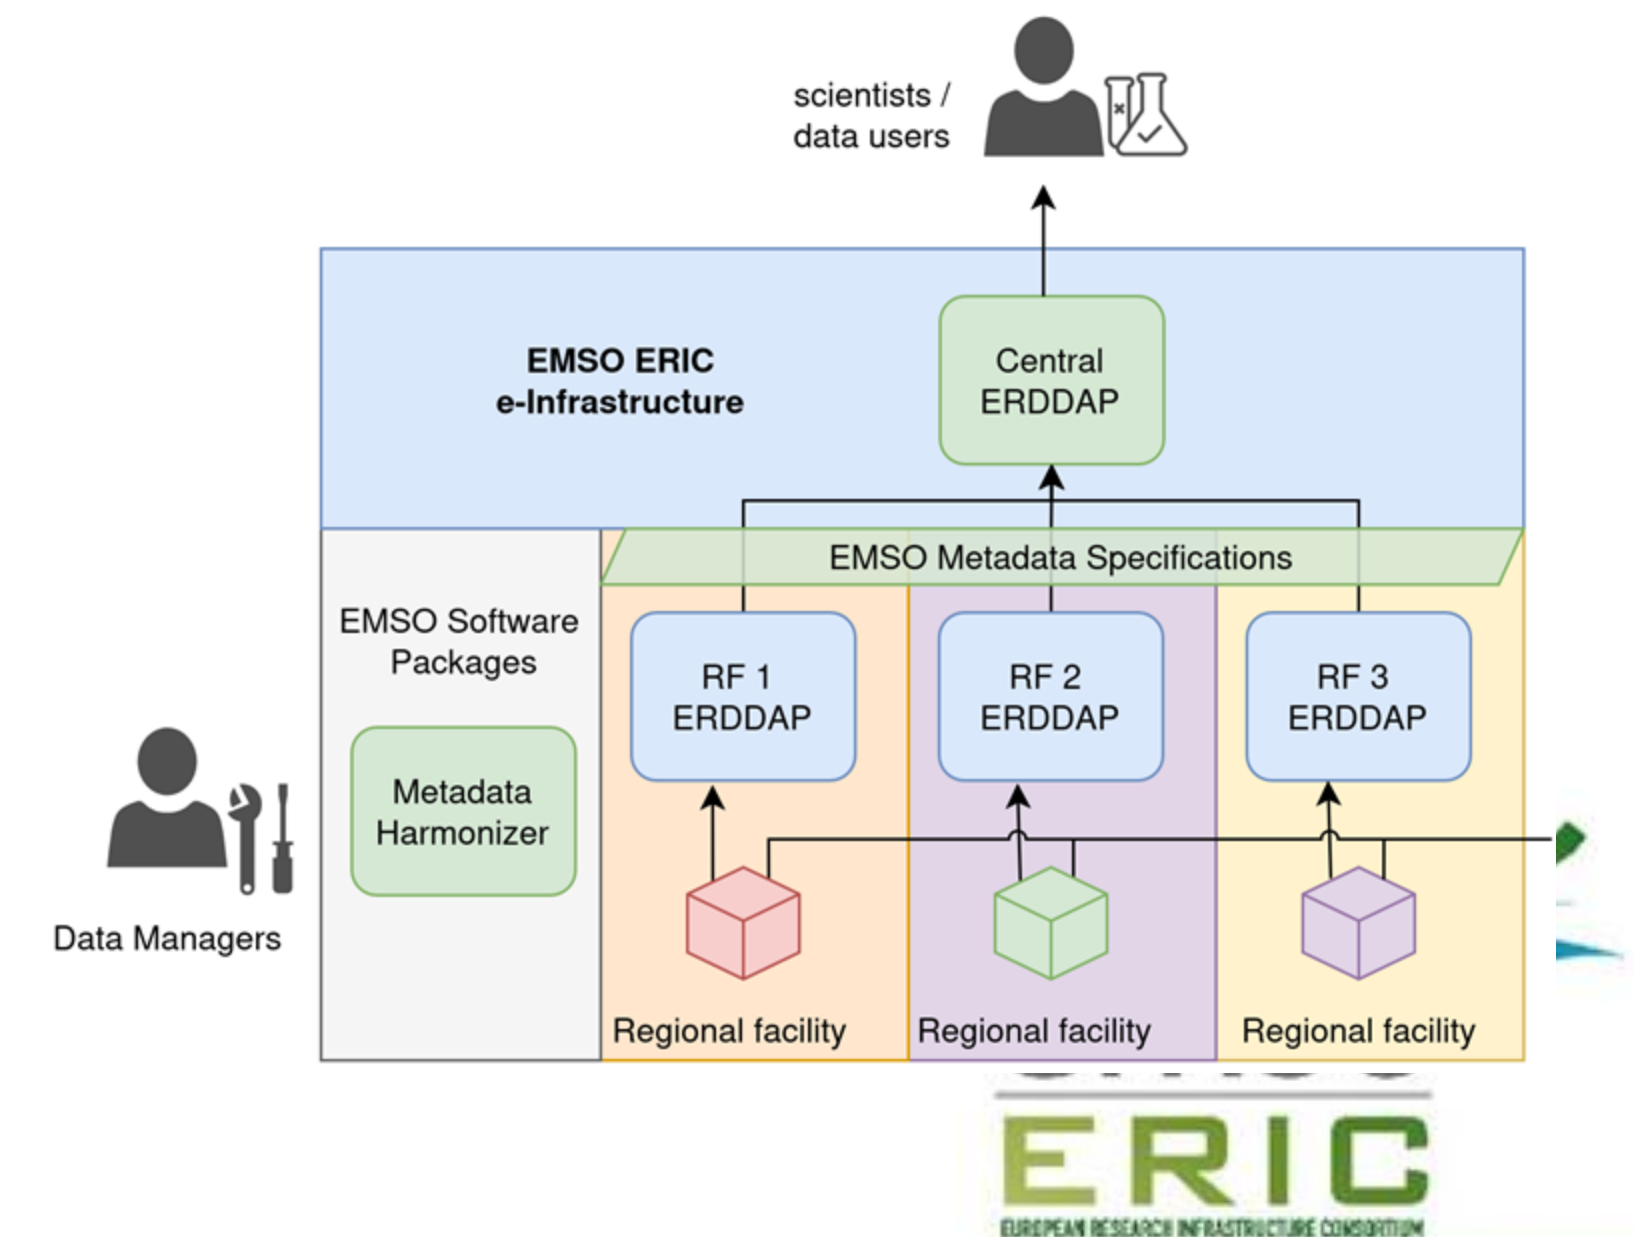 scientists /
data users
EMSO ERIC
e-Infrastructure
Central
ERDDAP
EMSO Metadata Specifications
EMSO Software
Packages
RF 1
ERDDAP
RF 2
ERDDAP
RF 3
ERDDAP
Metadata
Harmonizer
Data Managers
Regional facility
Regional facility
Regional facility
ERIC
EUROPEAN RESEARCH INFRASTRUCTURE CONSORTIUM